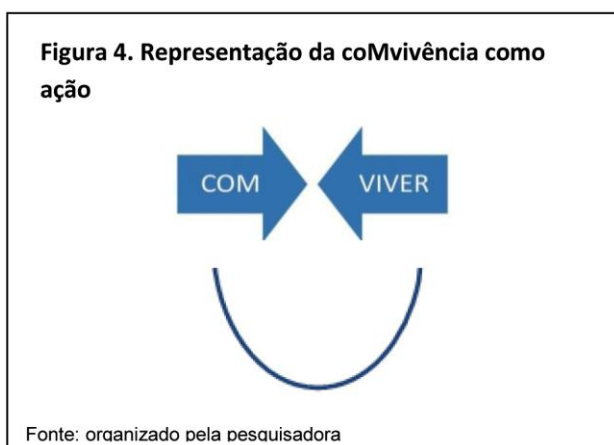 Figura 4. Representação da coMvivência como
ação
COM VIVER
Fonte: organizado pela pesquisadora